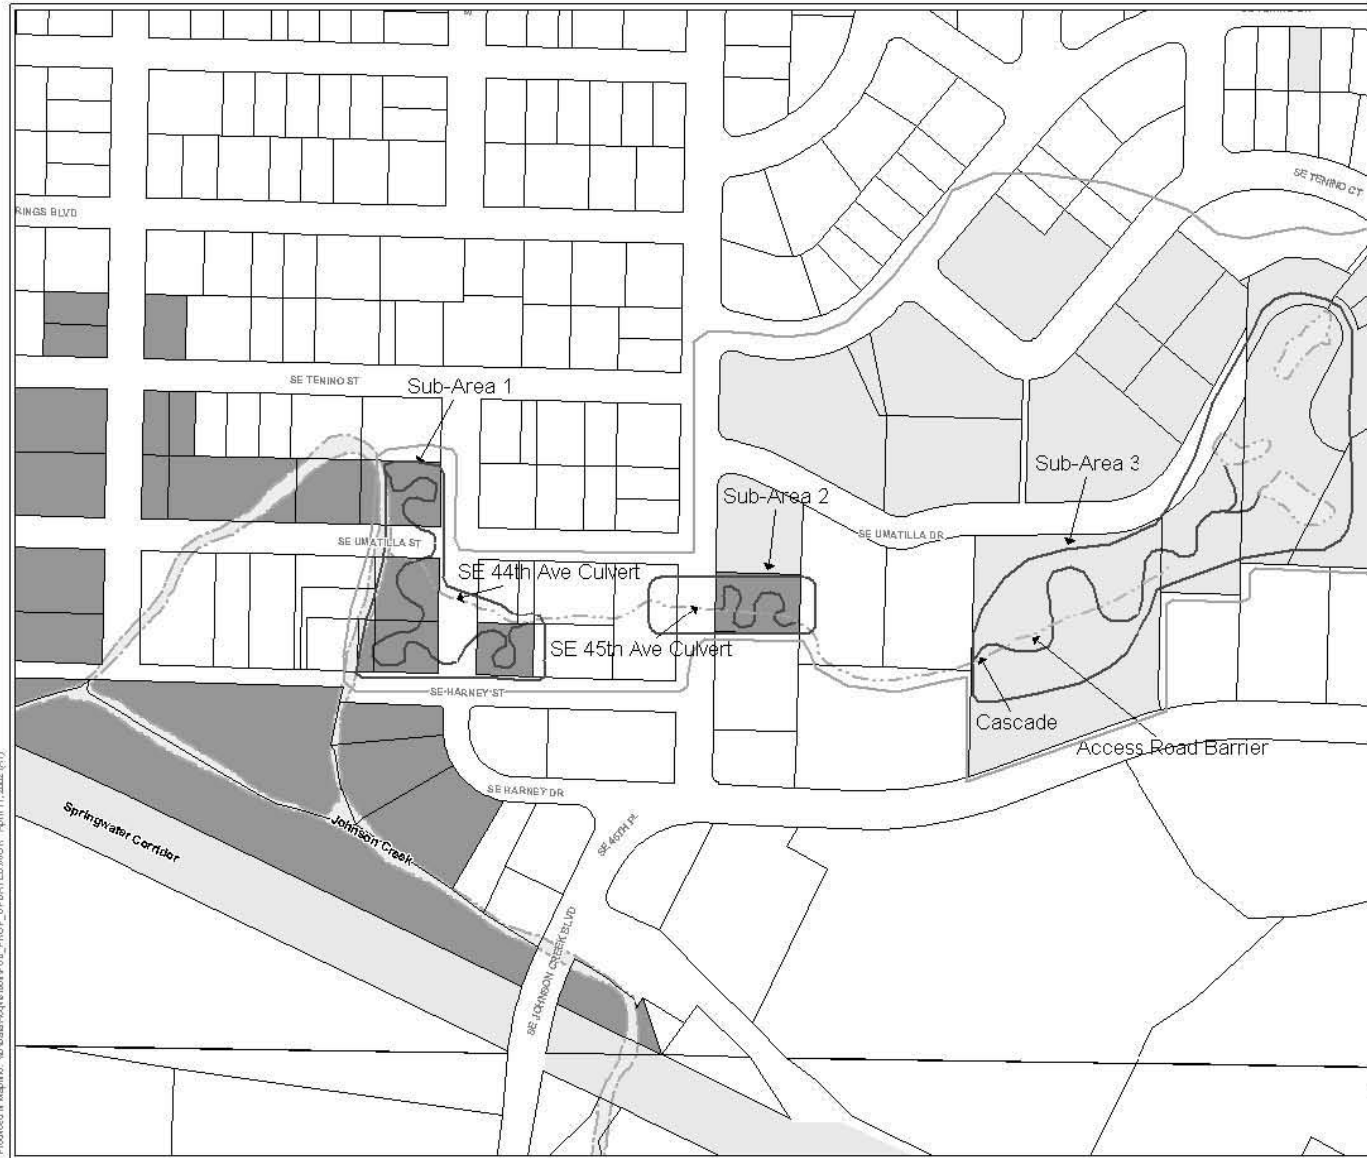 SE TENINO CT
RINGS BLVD
SE TENINO ST
Sub-Area 1
Sub-Area 3
Sub-Area 2
SE UMATILLA DR
SE UMATILLA ST
SE 44th Ave Culvert
SE 45th Ave Culvert
SE HARNEY ST
Cascade
Access Road Barrier
SE HARNEY DR
Springwater Corridor
Johnson Creek
SE 45TH PL
SE JOHNSON CREEK BLVD